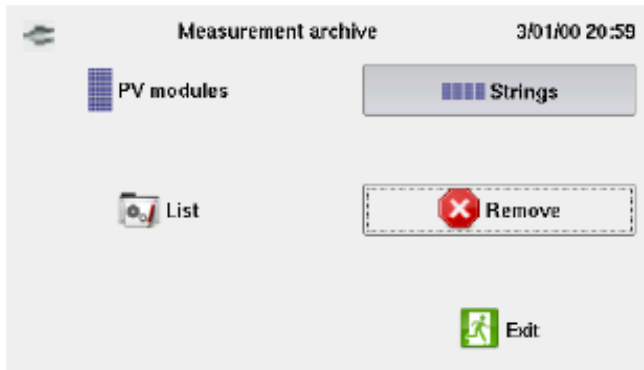 Measurement archive 3/01/00 20:59
PV modules Strings
List Remove
Exit